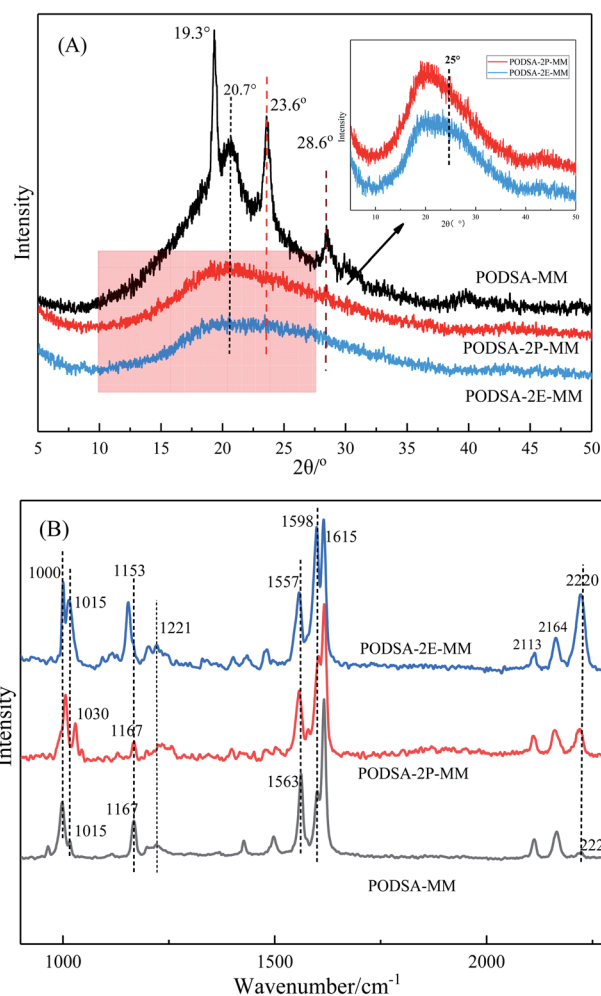 (A)
19.3°
20.7°
23.6°
28.6°
25°
PODSA-2P-MM
PODSA-2E-MM
Intensity
10 20 30 40 50
2θ( °)
Intensity
PODSA-MM
PODSA-2P-MM
PODSA-2E-MM
5 10 15 20 25 30 35 40 45 50
2θ/°
(B)
1598
1615
1000
1153
1557
2220
1015
1221
2164
2113
PODSA-2E-MM
1030
1167
PODSA-2P-MM
Intensity
1563
1167
1015
222
PODSA-MM
1000 1500 2000
Wavenumber/cm-1